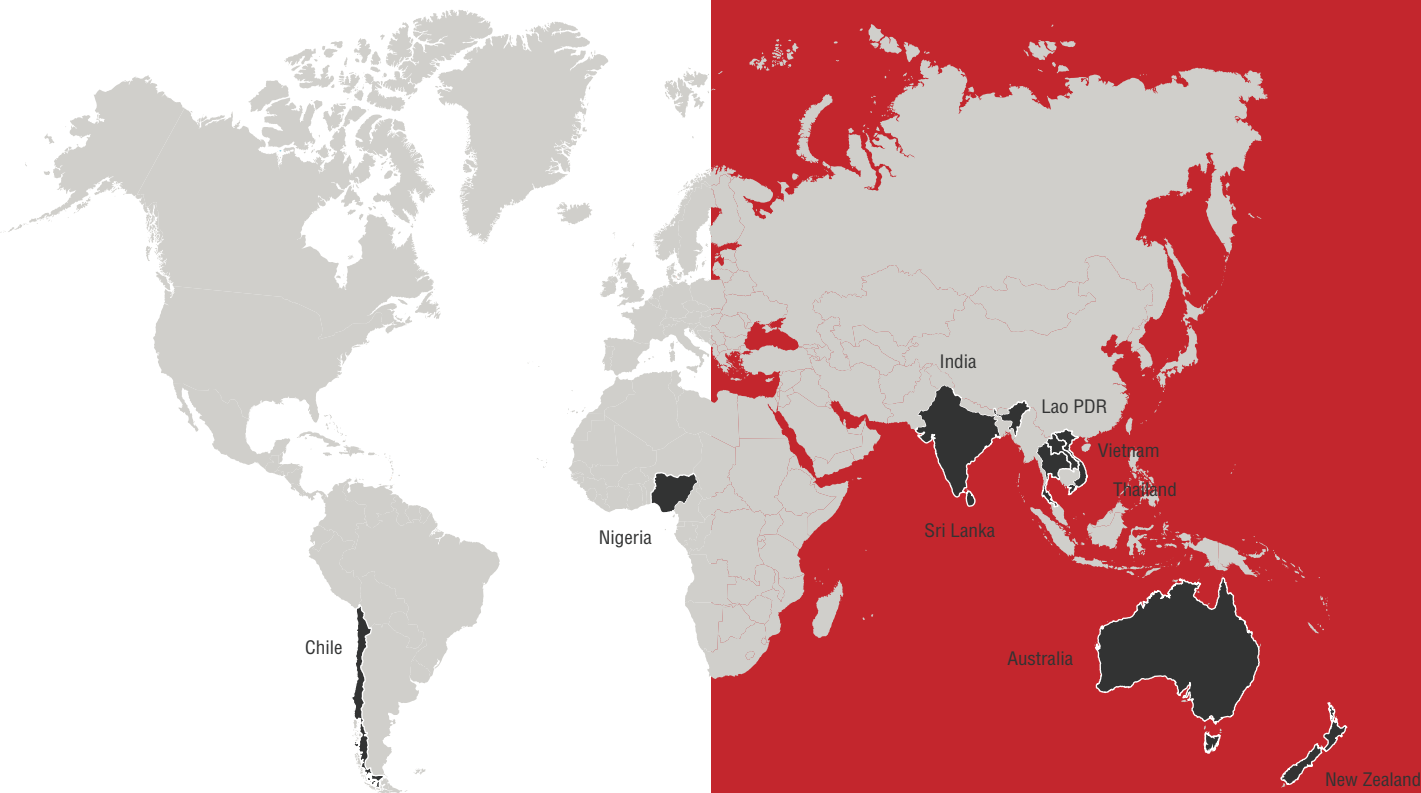 India
Lao PDR
Vietnam
Thailand
Sri Lanka
Nigeria
Chile
Australia
New Zealand